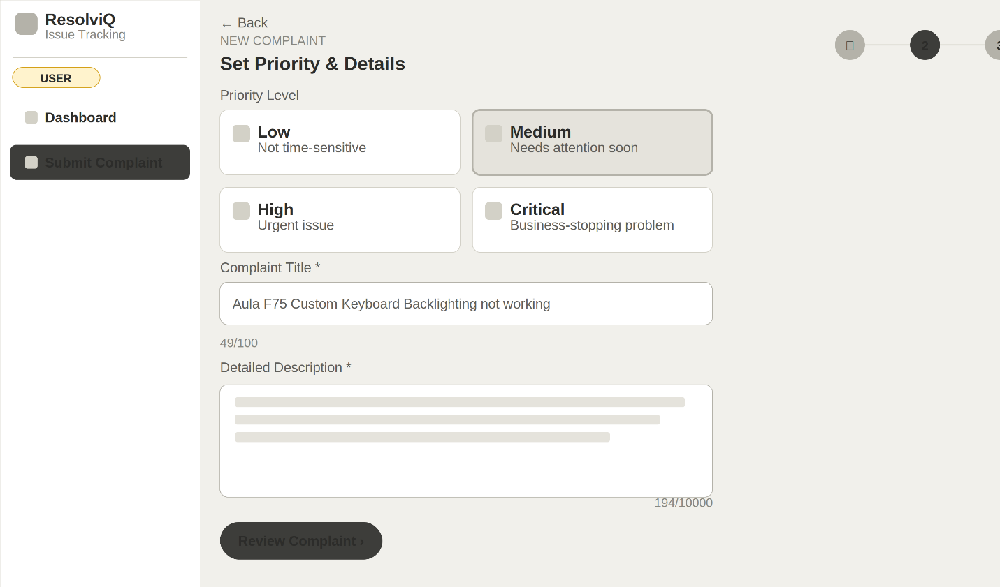 ResolviQ
Issue Tracking
USER
Dashboard
Submit Complaint
← Back
NEW COMPLAINT
Set Priority & Details
2
3
Priority Level
Low
Not time-sensitive
Medium
Needs attention soon
High
Urgent issue
Critical
Business-stopping problem
Complaint Title *
Aula F75 Custom Keyboard Backlighting not working
49/100
Detailed Description *
194/10000
Review Complaint ›